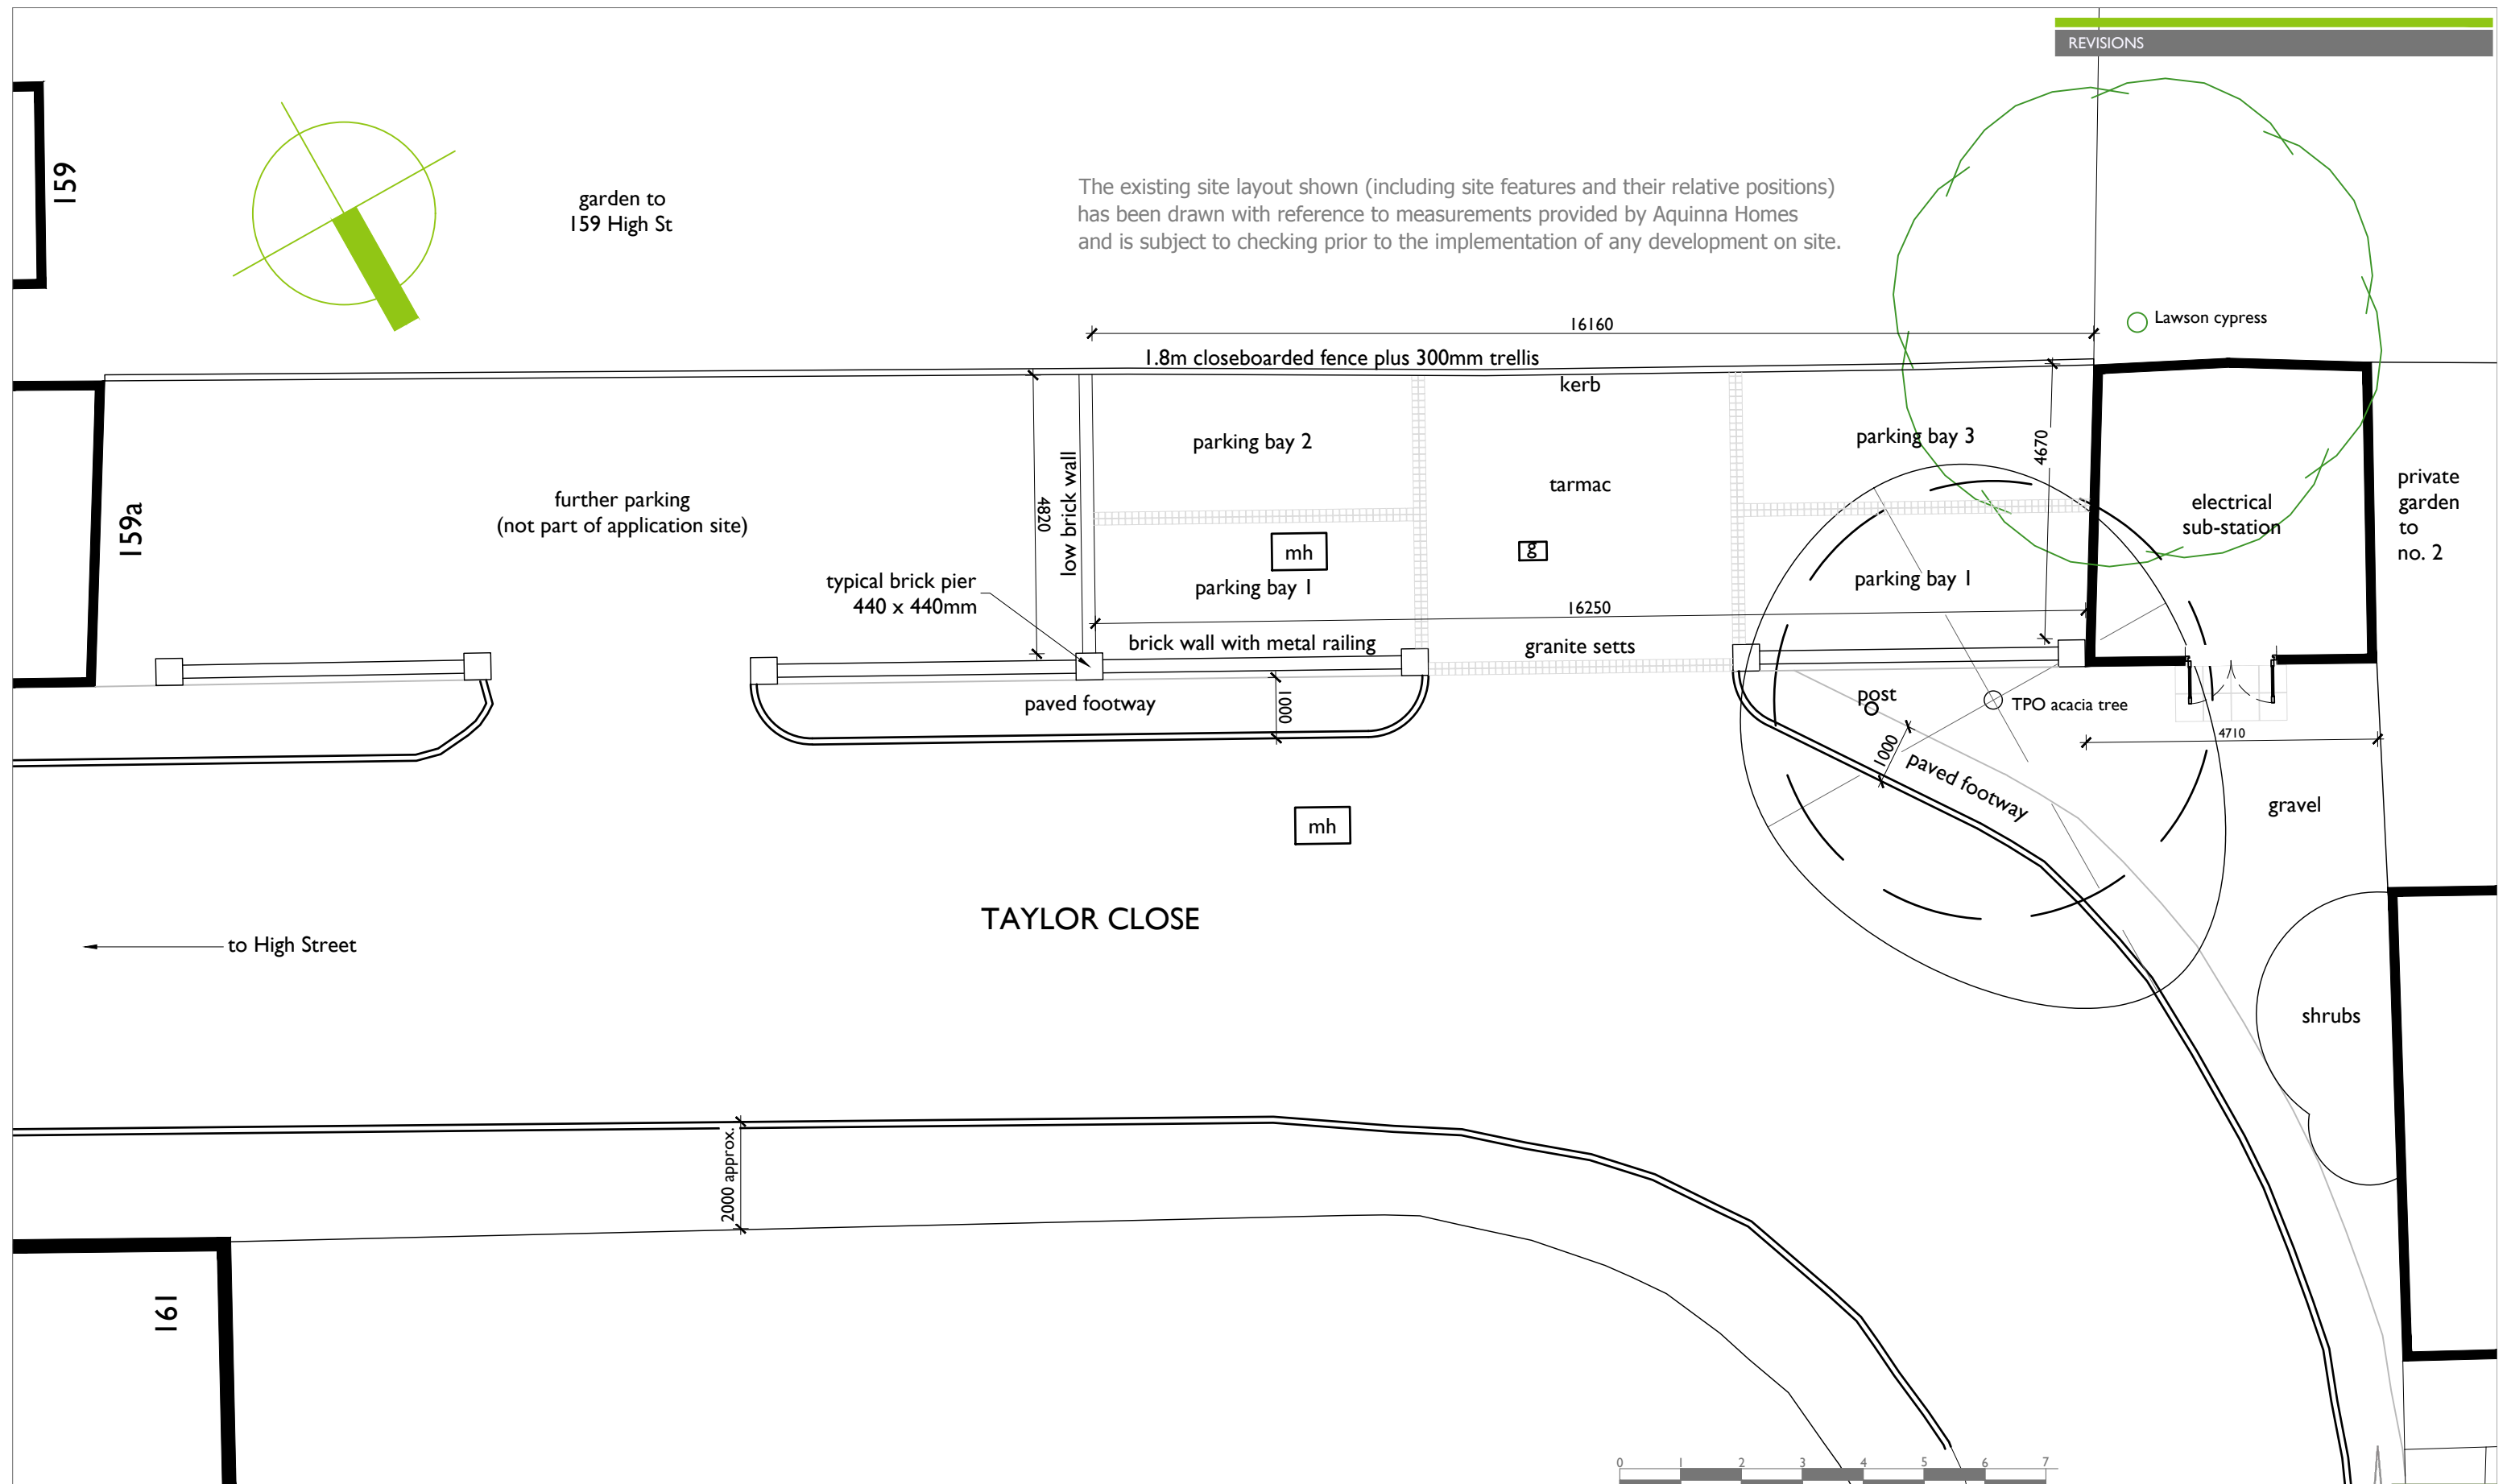 REVISIONS
159
garden to
159 High St
The existing site layout shown (including site features and their relative positions)
has been drawn with reference to measurements provided by Aquinna Homes
and is subject to checking prior to the implementation of any development on site.
16160
Lawson cypress
1.8m closeboarded fence plus 300mm trellis
kerb
parking bay 2
parking bay 3
4670
tarmac
further parking
(not part of application site)
159a
4820
low brick wall
electrical
sub-station
private
garden
to
no. 2
mh
g
typical brick pier
440 x 440mm
parking bay 1
parking bay 1
16250
brick wall with metal railing
granite setts
paved footway
1000
post
TPO acacia tree
4710
1000
paved footway
gravel
mh
TAYLOR CLOSE
to High Street
shrubs
2000 approx.
161
0 1 2 3 4 5 6 7